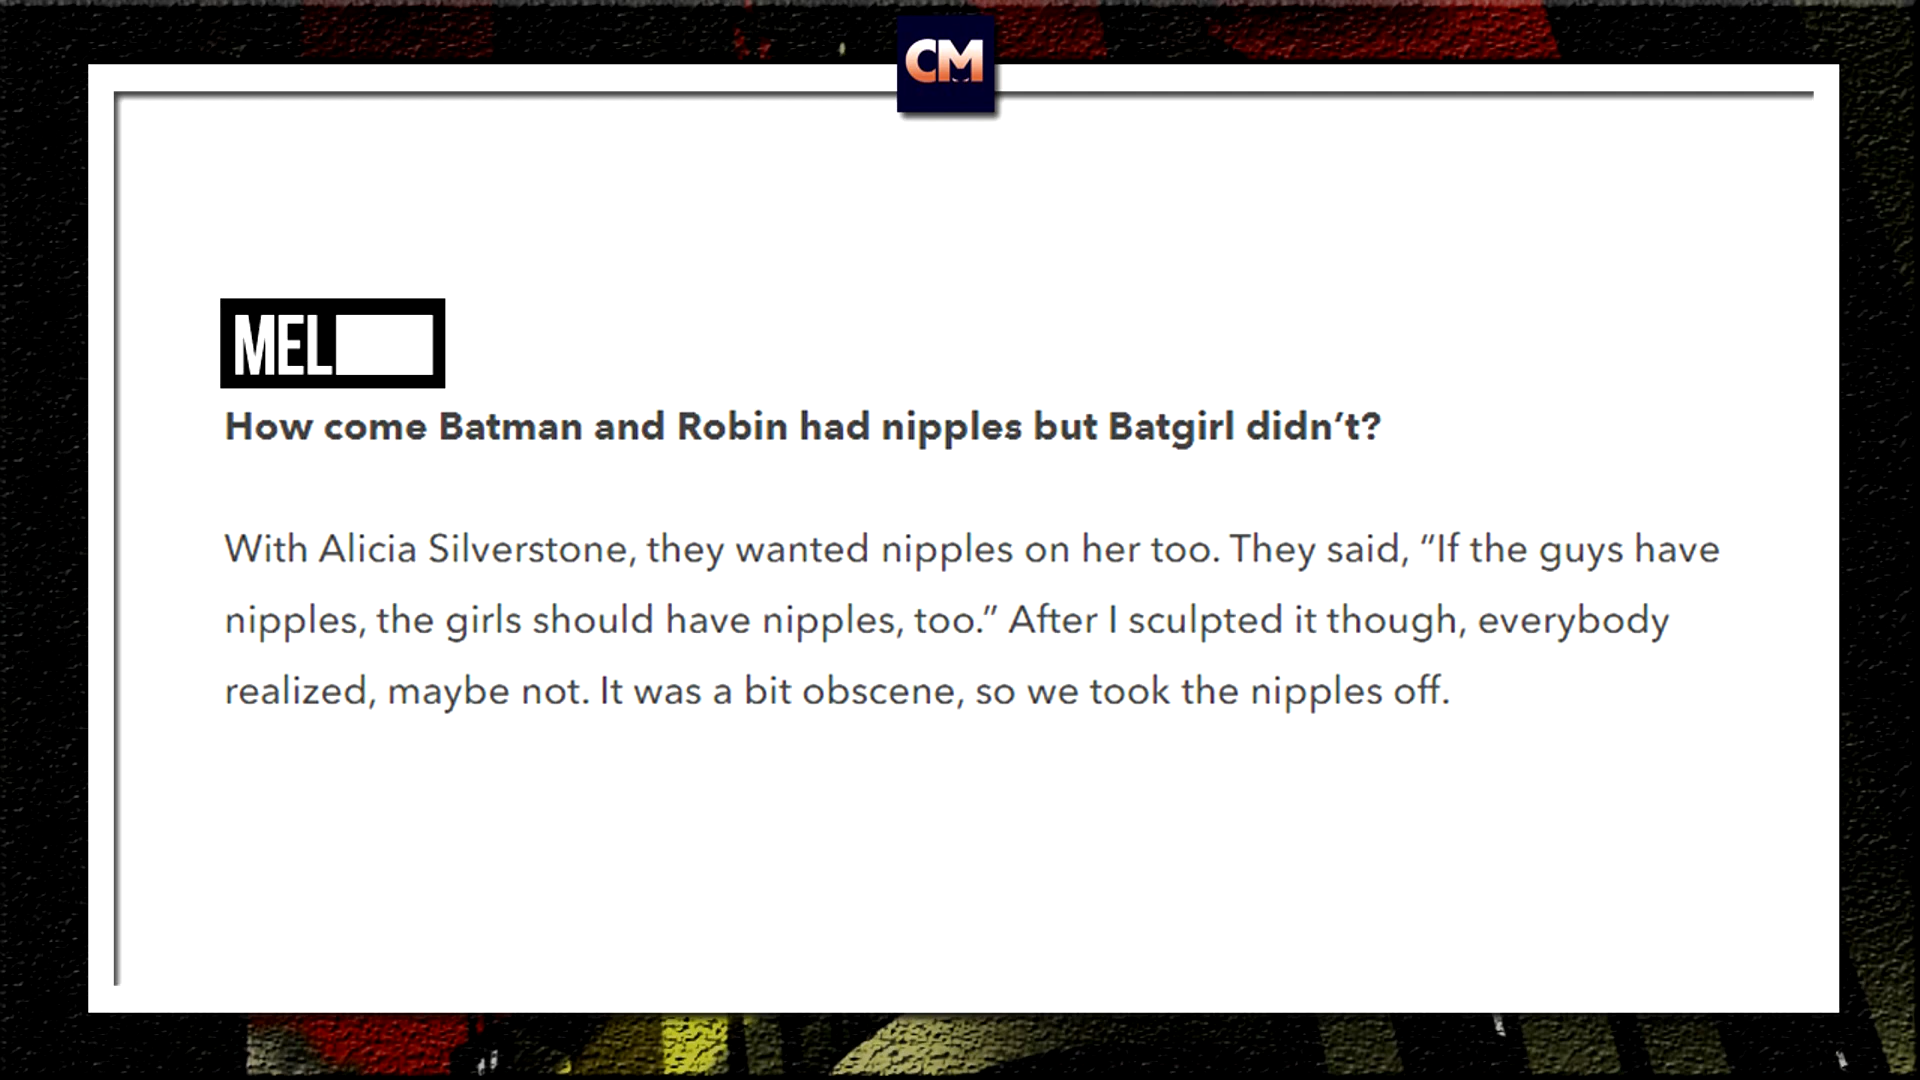 CM
MEL
How come Batman and Robin had nipples but Batgirl didn’t?
With Alicia Silverstone, they wanted nipples on her too. They said, “If the guys have
nipples, the girls should have nipples, too.” After I sculpted it though, everybody
realized, maybe not. It was a bit obscene, so we took the nipples off.